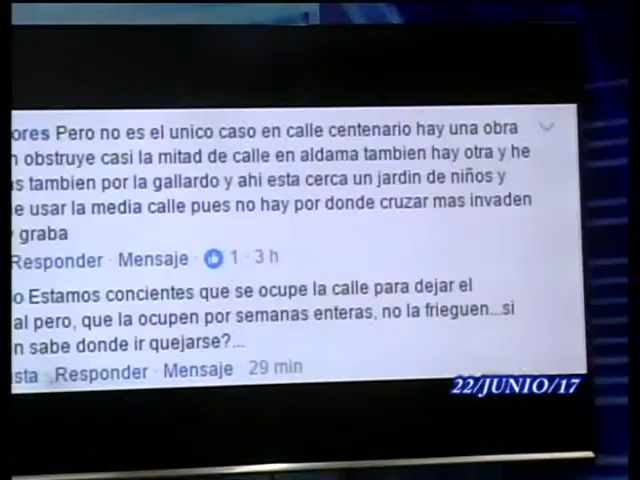 ores Pero no es el unico caso en calle centenario hay una obra
n obstruye casi la mitad de calle en aldama tambien hay otra y he
s tambien por la gallardo y ahi esta cerca un jardin de niños y
e usar la media calle pues no hay por donde cruzar mas invaden
graba
Responder · Mensaje · 1 · 3 h
o Estamos concientes que se ocupe la calle para dejar el
al pero, que la ocupen por semanas enteras, no la frieguen...si
n sabe donde ir quejarse?...
sta · Responder · Mensaje · 29 min
22/JUNIO/17